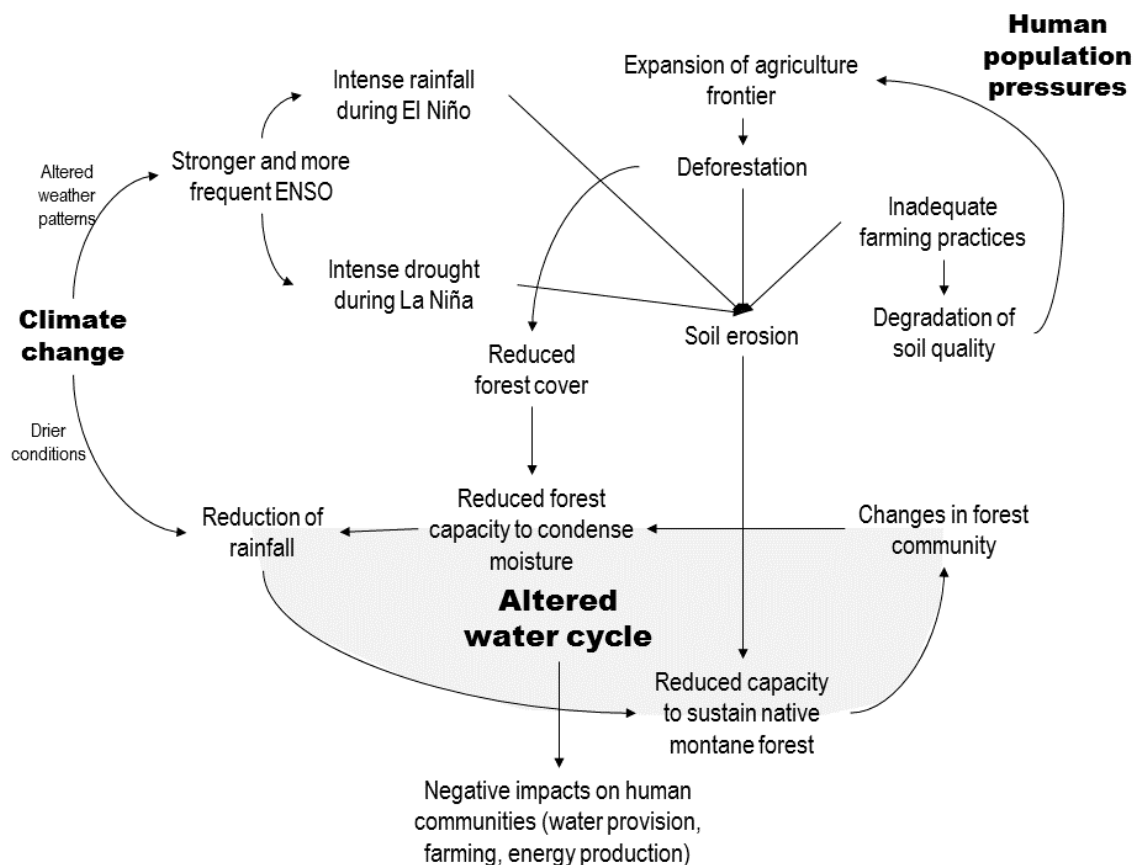 Human
population
pressures
Intense rainfall
during El Niño
Expansion of agriculture
frontier
Altered
weather
patterns
Stronger and more
frequent ENSO
Deforestation
Inadequate
farming practices
Intense drought
during La Niña
Climate
change
Soil erosion
Degradation of
soil quality
Reduced
forest cover
Drier
conditions
Reduction of
rainfall
Reduced forest
capacity to condense
moisture
Changes in forest
community
Altered
water cycle
Reduced capacity
to sustain native
montane forest
Negative impacts on human
communities (water provision,
farming, energy production)